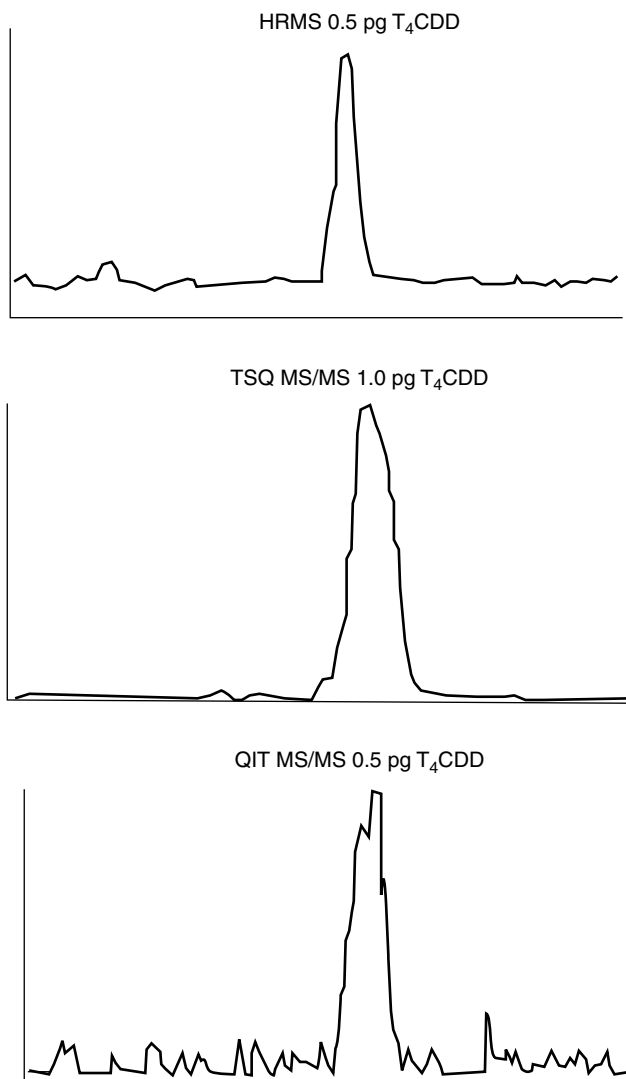 HRMS 0.5 pg T₄CDD
TSQ MS/MS 1.0 pg T₄CDD
QIT MS/MS 0.5 pg T₄CDD